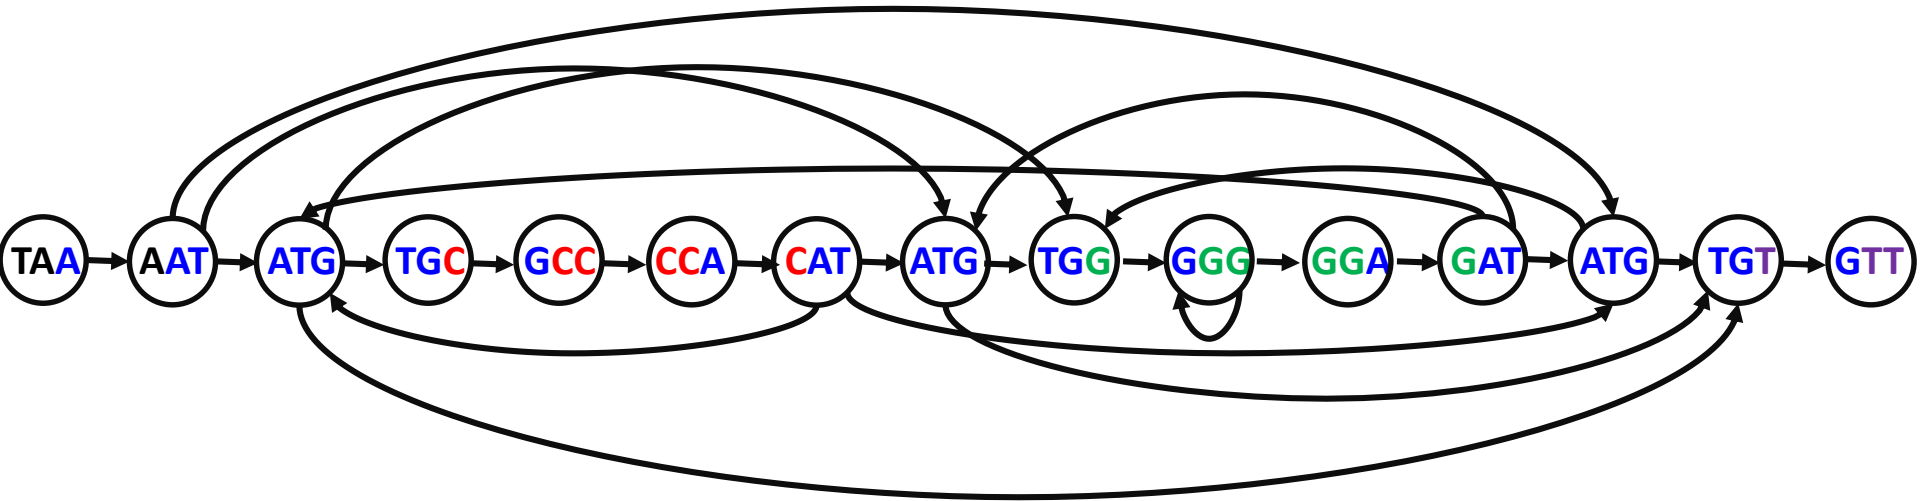 TAA AAT ATG TGC GCC CCA CAT ATG TGG GGG GGA GAT ATG TGT GTT